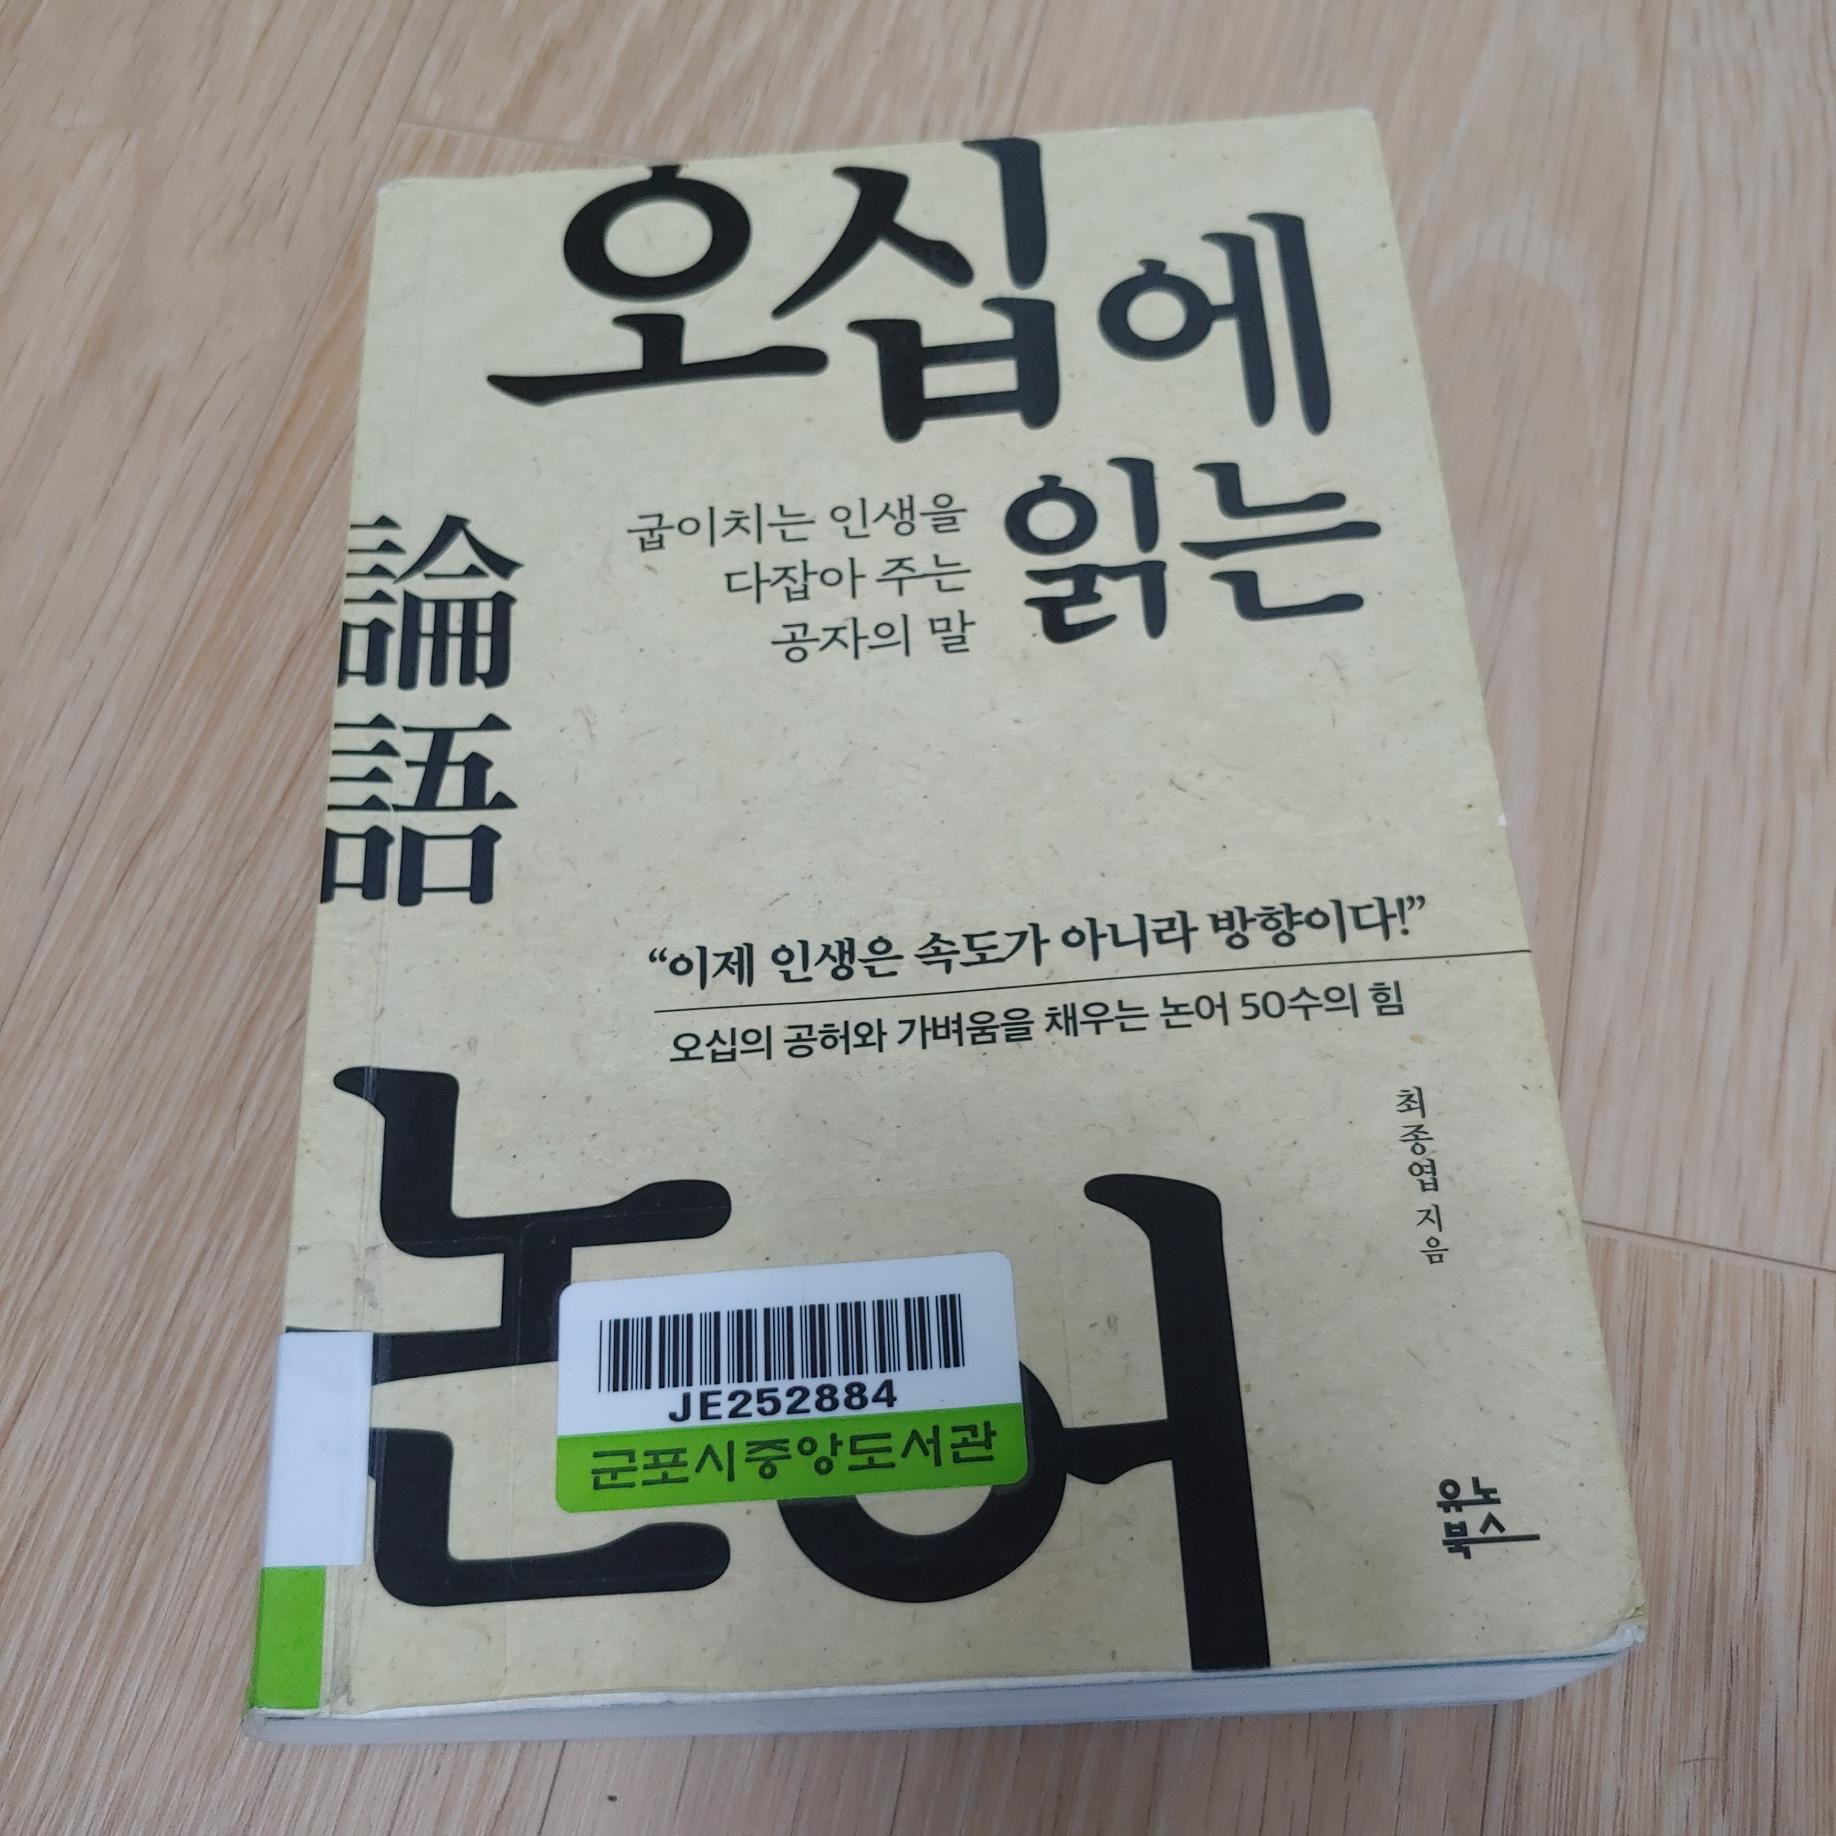 오십에
읽는
굽이치는 인생을
다잡아 주는
공자의 말
論語
“이제 인생은 속도가 아니라 방향이다!”
오십의 공허와 가벼움을 채우는 논어 50수의 힘
최종엽 지음
논어
JE252884
군포시중앙도서관
유노
북스